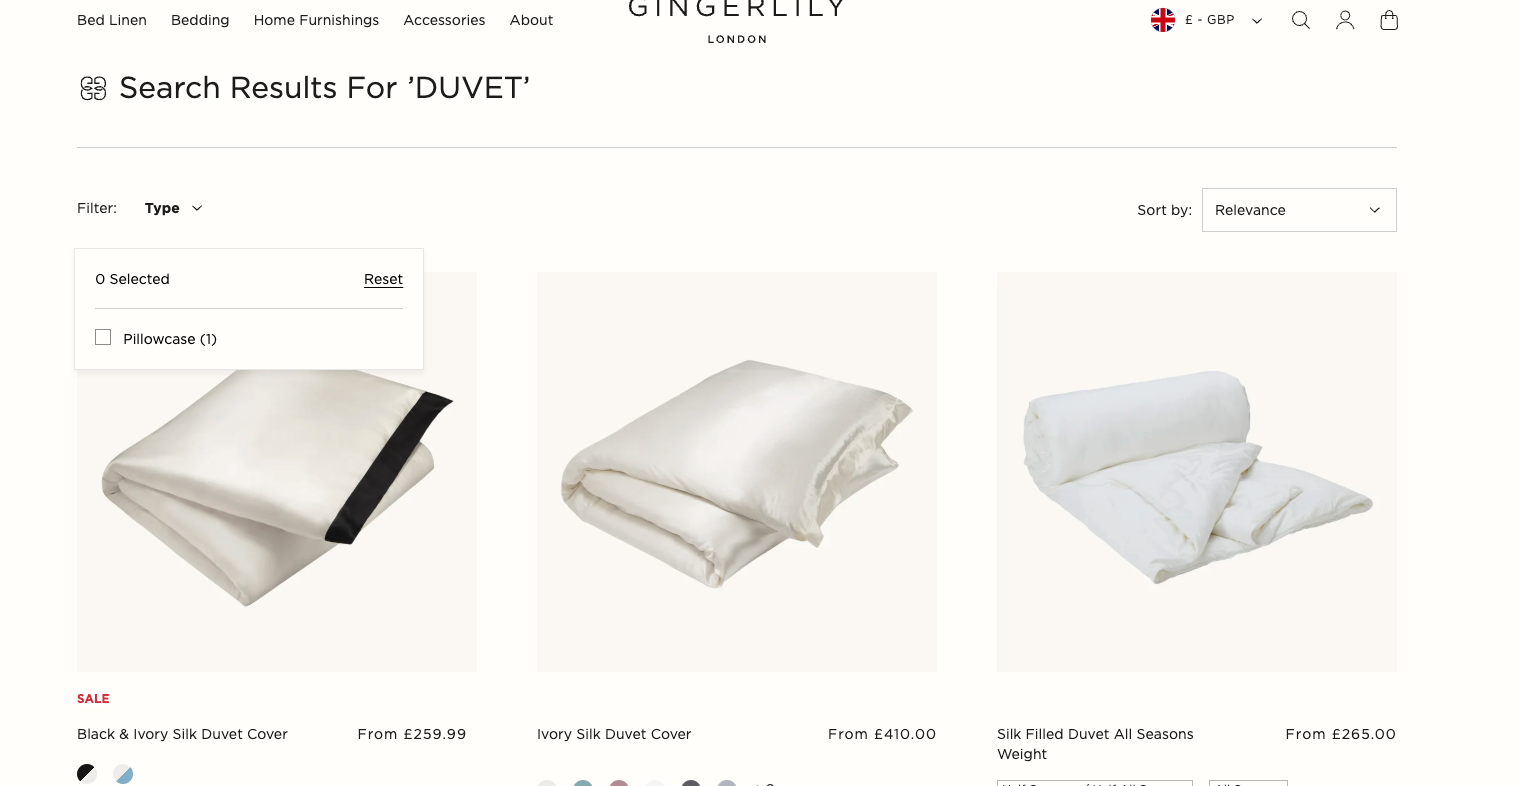 Bed Linen Bedding Home Furnishings Accessories About
GINGERLILY
LONDON
£ - GBP
Search Results For ’DUVET’
Filter: Type
Sort by: Relevance
0 Selected Reset
Pillowcase (1)
SALE
Black & Ivory Silk Duvet Cover From £259.99
Ivory Silk Duvet Cover From £410.00
Silk Filled Duvet All Seasons Weight From £265.00